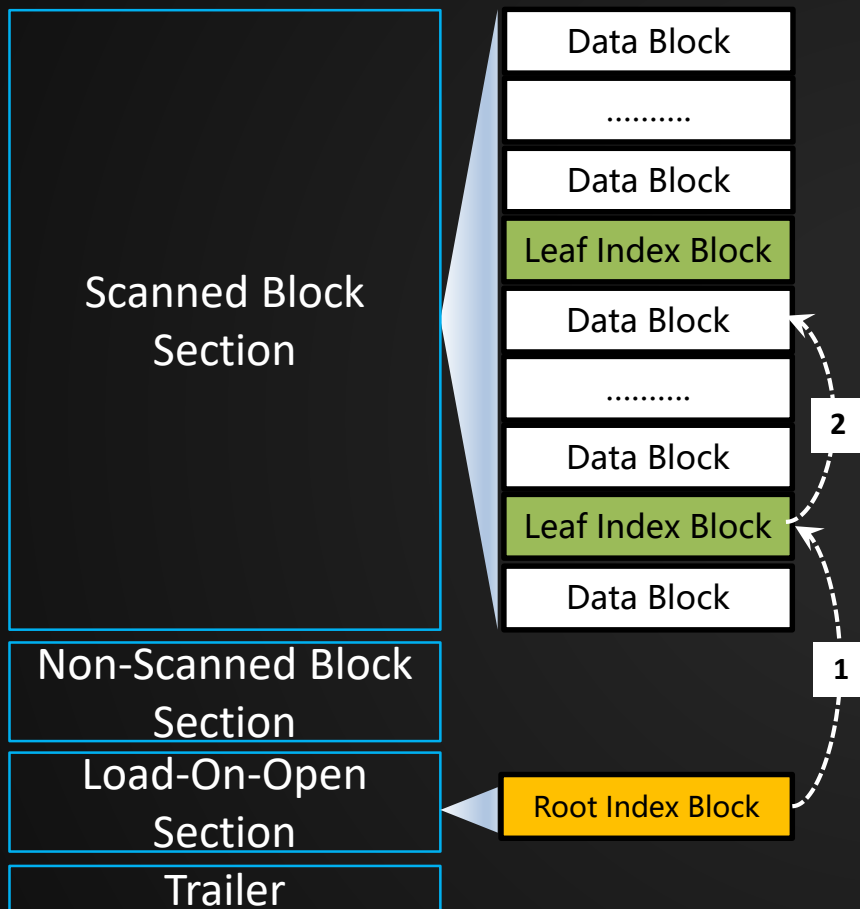 Scanned Block
Section
Non-Scanned Block
Section
Load-On-Open
Section
Trailer
Data Block
..........
Data Block
Leaf Index Block
Data Block
..........
Data Block
Leaf Index Block
Data Block
Root Index Block
2
1